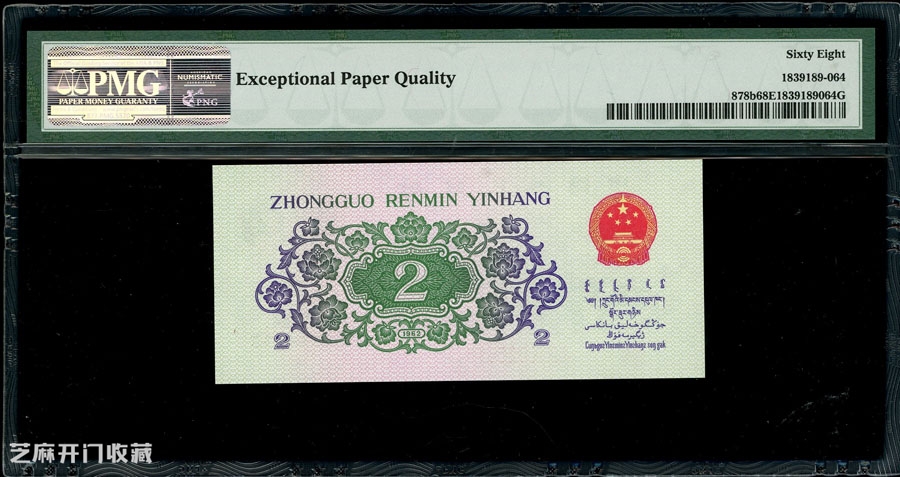 PMG
PAPER MONEY GUARANTY
NUMISMATIC
PNG
Exceptional Paper Quality
Sixty Eight
1839189-064
878b68E1839189064G
ZHONGGUO RENMIN YINHANG
2
1962
2
2
芝麻开门收藏